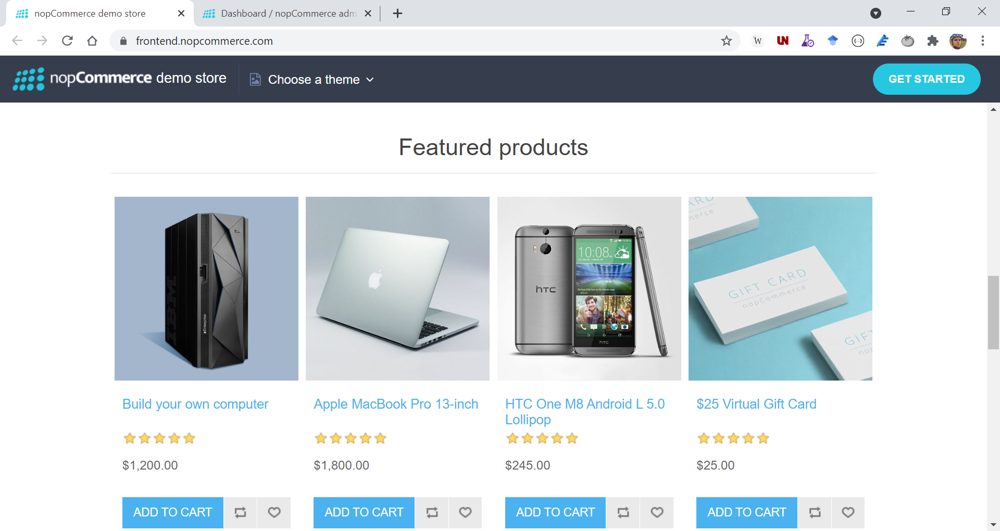 nopCommerce demo store
Dashboard / nopCommerce adm
frontend.nopcommerce.com
W
UN
nopCommerce demo store
Choose a theme
GET STARTED
Featured products
IBM
Enterprise
hTC
10:08
hTC
GIFT CARD
nopCommerce
Build your own computer
Apple MacBook Pro 13-inch
HTC One M8 Android L 5.0
Lollipop
$25 Virtual Gift Card
$1,200.00
$1,800.00
$245.00
$25.00
ADD TO CART
ADD TO CART
ADD TO CART
ADD TO CART